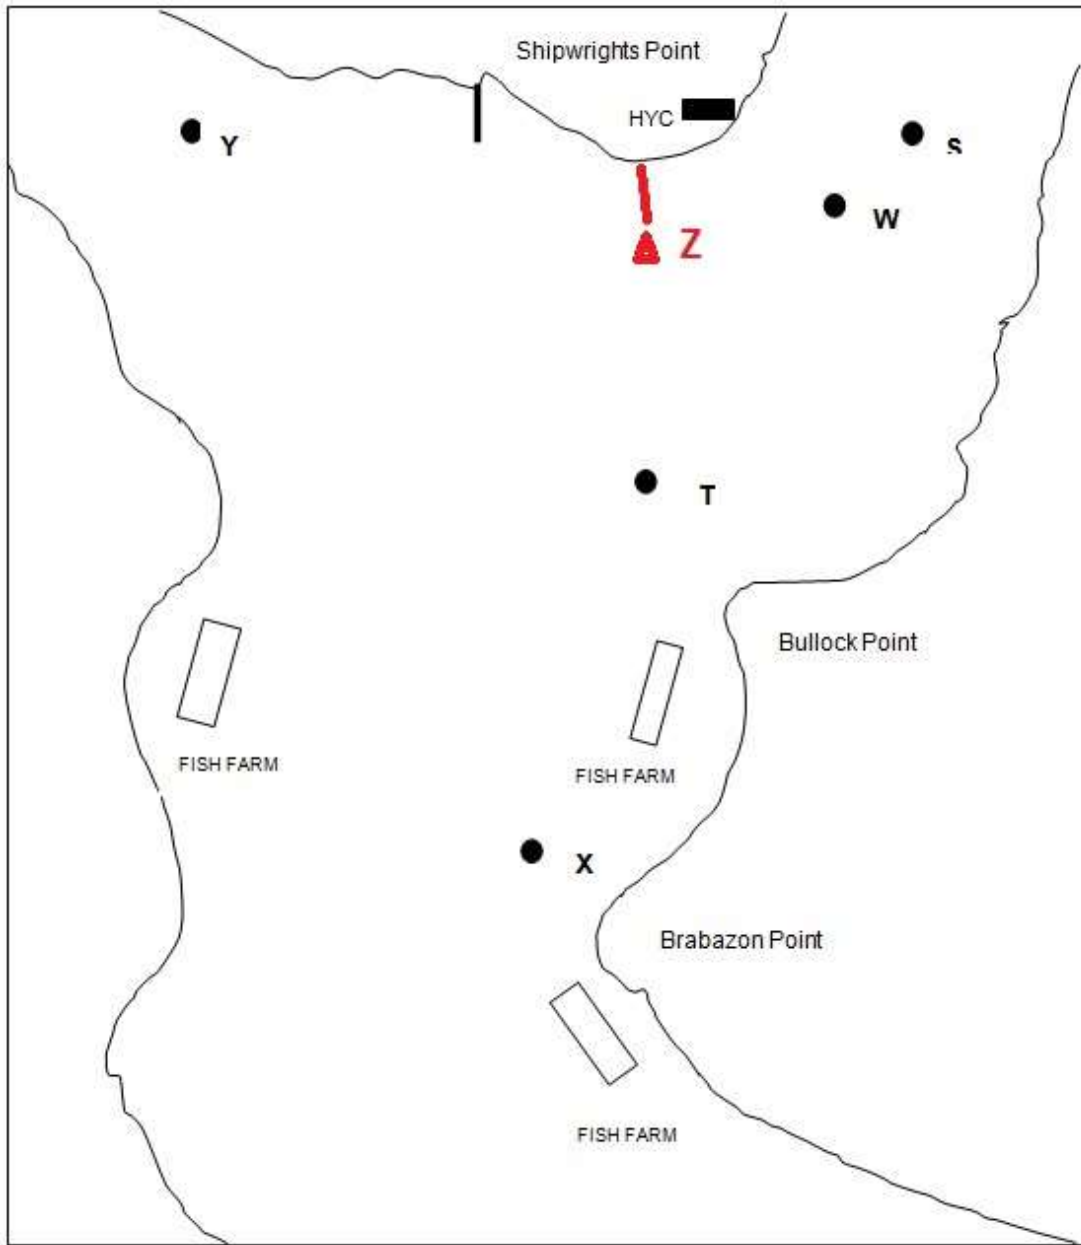 Shipwrights Point
HYC
Y
S
W
Z
T
Bullock Point
FISH FARM
FISH FARM
X
Brabazon Point
FISH FARM